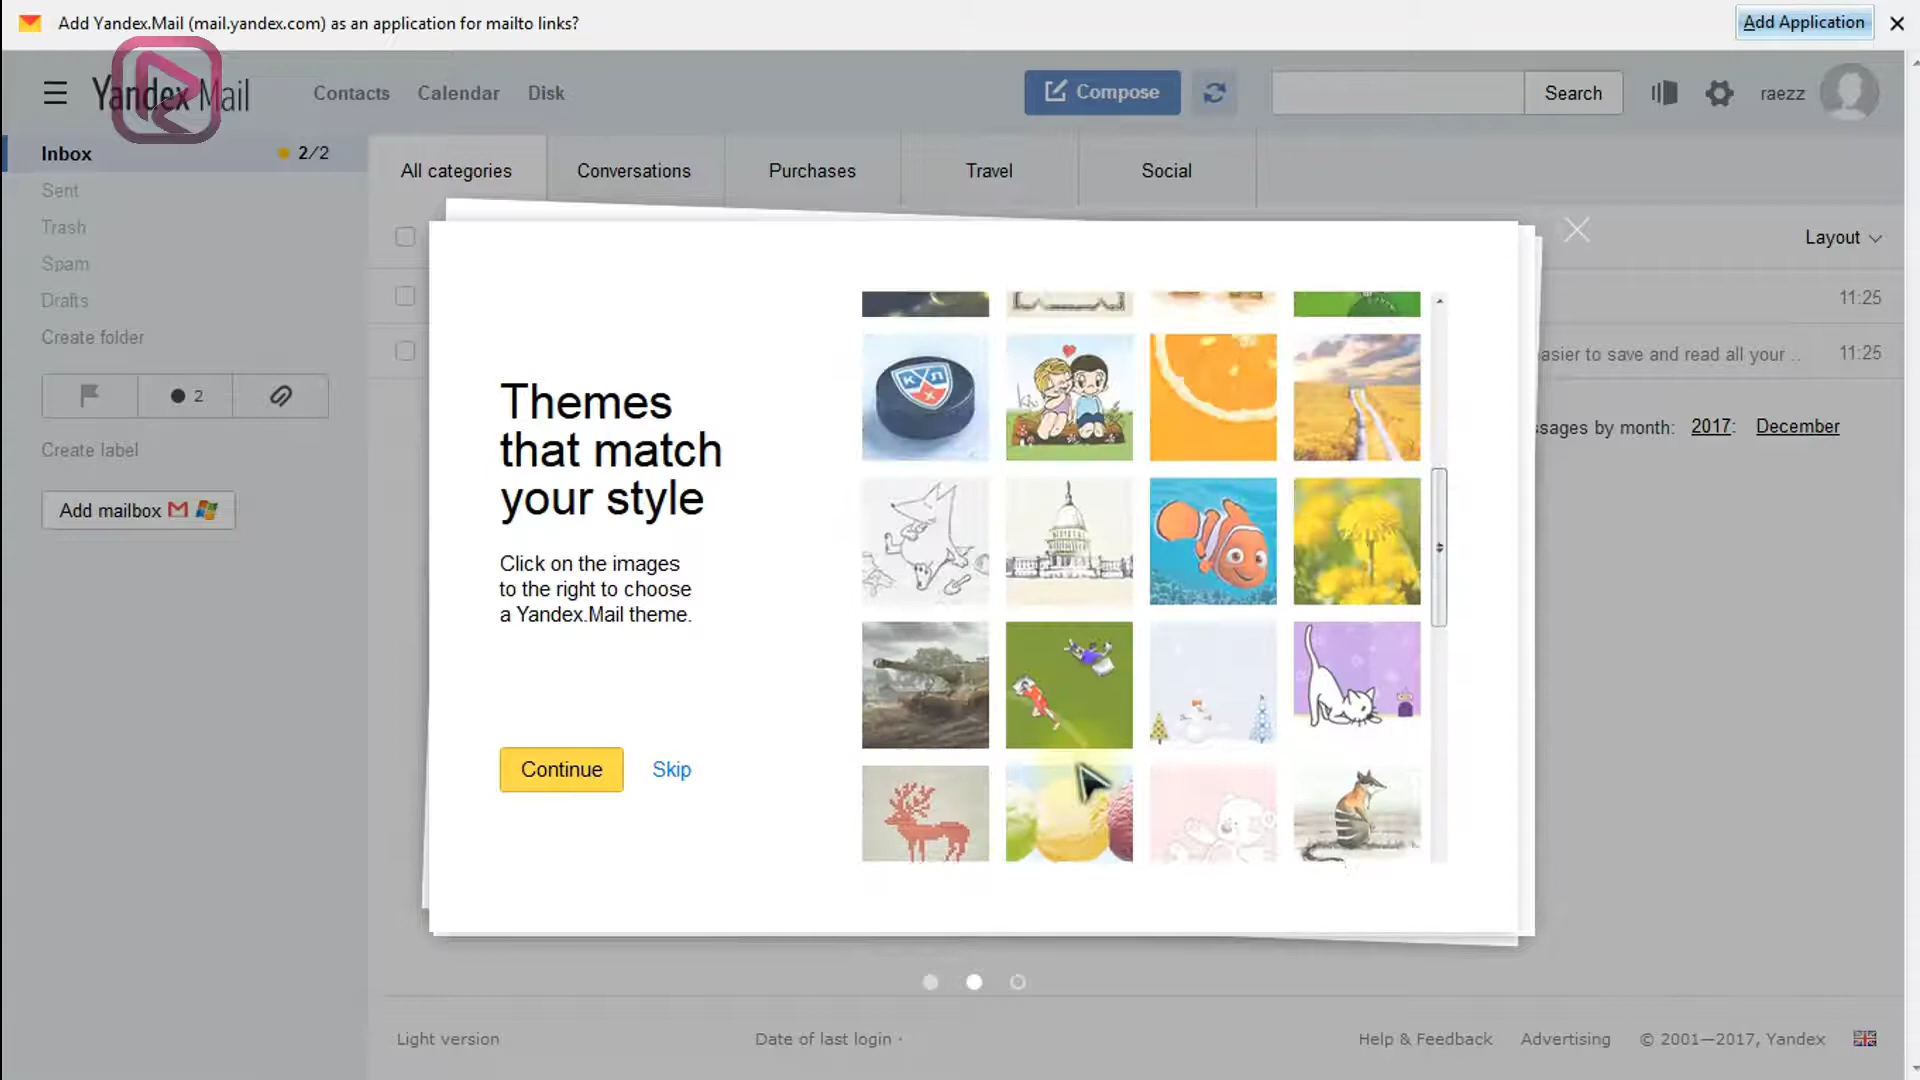 Add Yandex.Mail (mail.yandex.com) as an application for mailto links?
Add Application
Yandex Mail
Contacts
Calendar
Disk
Compose
Search
raezz
Inbox
2/2
Sent
Trash
Spam
Drafts
Create folder
2
Create label
Add mailbox
All categories
Conversations
Purchases
Travel
Social
Layout
11:25
easier to save and read all your ..
11:25
ssages by month: 2017: December
Themes
that match
your style
Click on the images
to the right to choose
a Yandex.Mail theme.
Continue
Skip
КХЛ
Light version
Date of last login ·
Help & Feedback
Advertising
© 2001—2017, Yandex